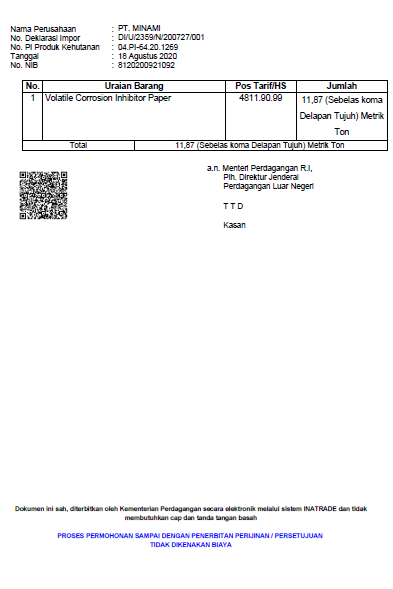 Nama Perusahaan : PT. MINAMI
No. Deklarasi Impor : DI/U/2359/N/200727/001
No. PI Produk Kehutanan : 04.PI-64.20.1269
Tanggal : 18 Agustus 2020
No. NIB : 8120200921092
No. Uraian Barang Pos Tarif/HS Jumlah
1 Volatile Corrosion Inhibitor Paper 4811.90.99 11,87 (Sebelas koma
Delapan Tujuh) Metrik
Ton
Total 11,87 (Sebelas koma Delapan Tujuh) Metrik Ton
a.n. Menteri Perdagangan R.I,
Plh. Direktur Jenderal
Perdagangan Luar Negeri
T T D
Kasan
Dokumen ini sah, diterbitkan oleh Kementerian Perdagangan secara elektronik melalui sistem INATRADE dan tidak
membutuhkan cap dan tanda tangan basah
PROSES PERMOHONAN SAMPAI DENGAN PENERBITAN PERIJINAN / PERSETUJUAN
TIDAK DIKENAKAN BIAYA